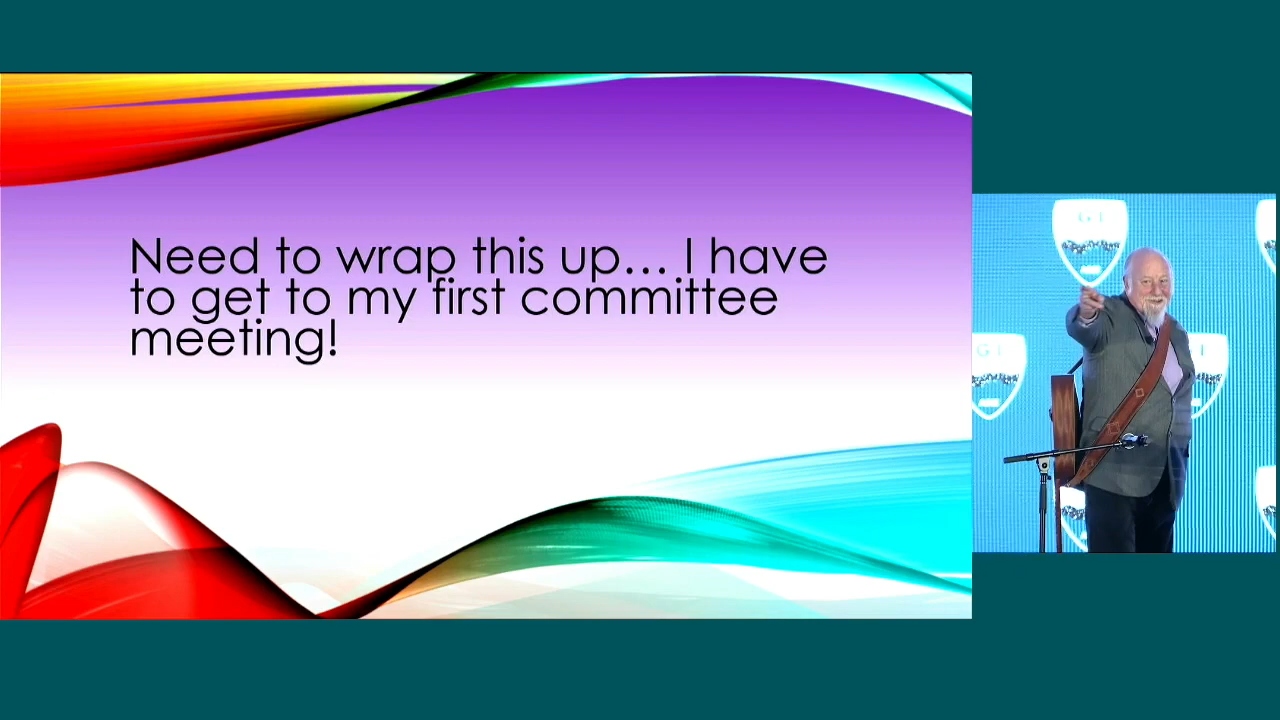 Need to wrap this up... I have
to get to my first committee
meeting!
G I
G I